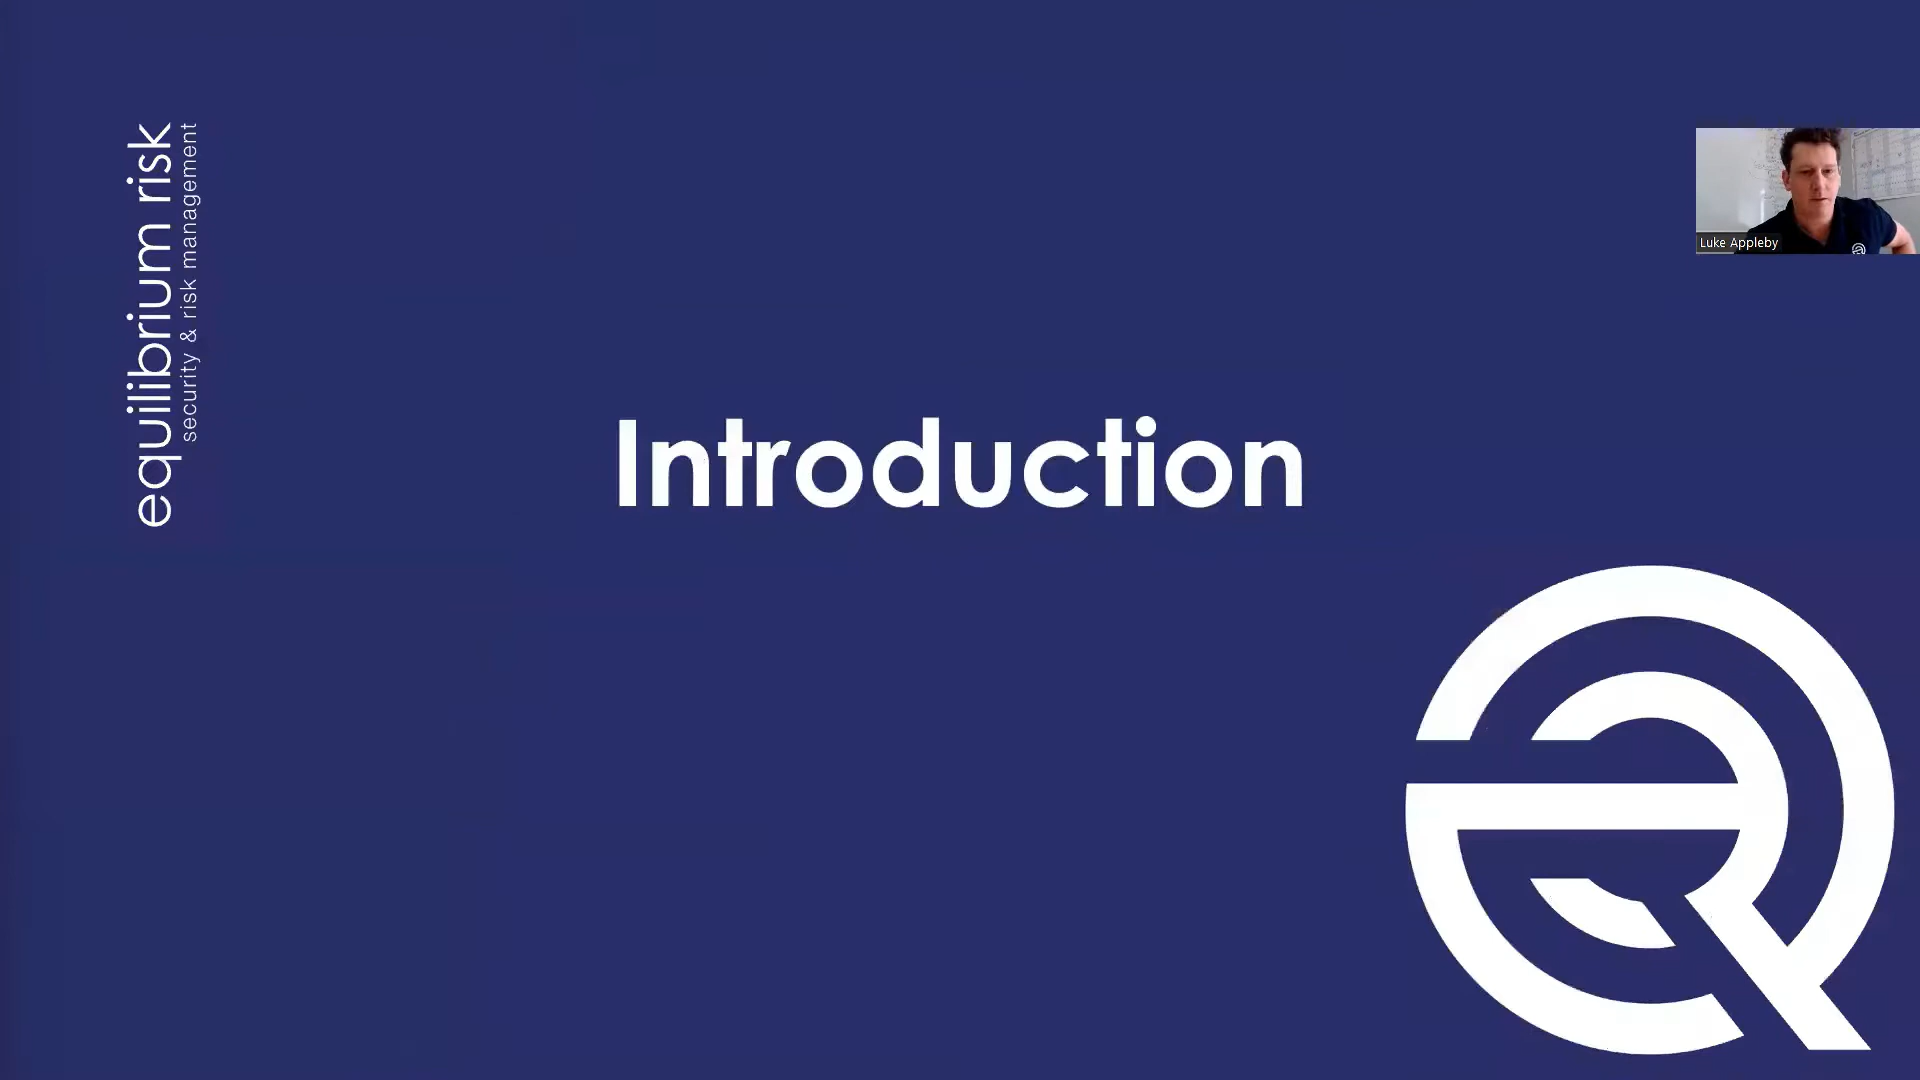 equilibrium risk
security & risk management
Introduction
Luke Appleby